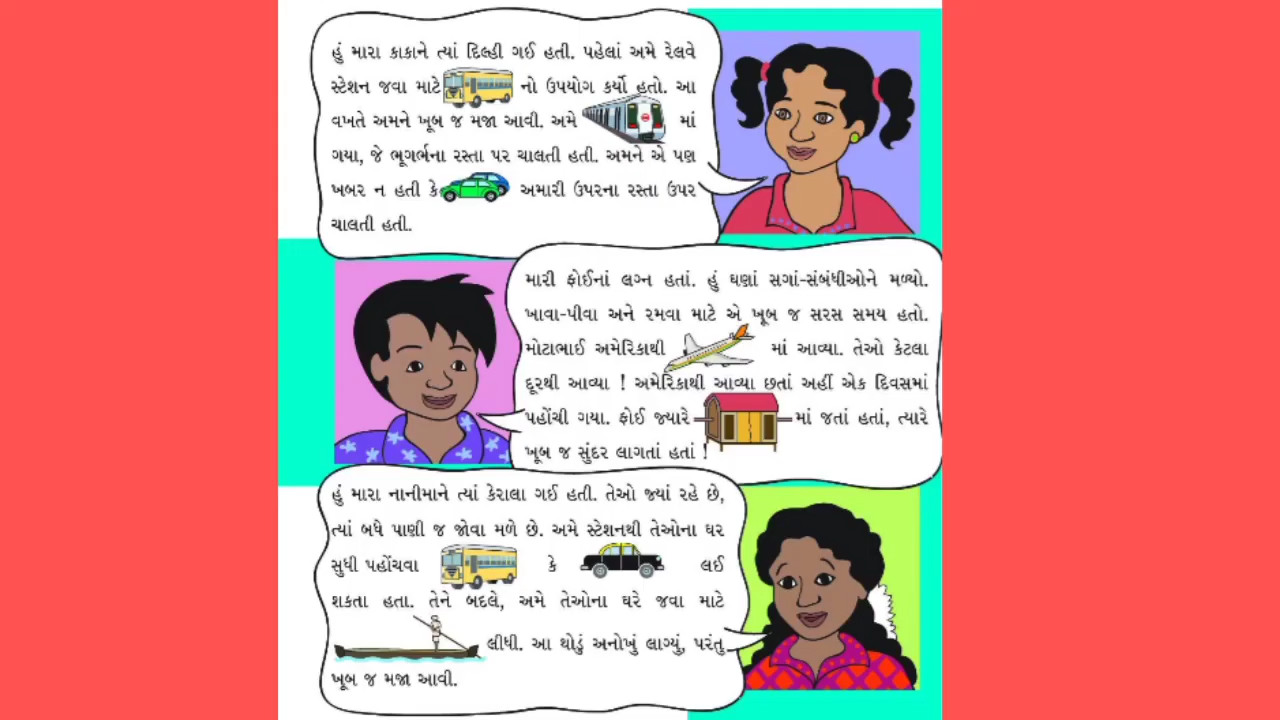 હું મારા કાકાને ત્યાં દિલ્હી ગઈ હતી. પહેલાં અમે રેલવે
સ્ટેશન જવા માટે નો ઉપયોગ કર્યો હતો. આ
વખતે અમને ખૂબ જ મજા આવી. અમે માં
ગયા, જે ભૂગર્ભના રસ્તા પર ચાલતી હતી. અમને એ પણ
ખબર ન હતી કે અમારી ઉપરના રસ્તા ઉપર
ચાલતી હતી.
મારી ફોઈનાં લગ્ન હતાં. હું ઘણાં સગાં-સંબંધીઓને મળ્યો.
ખાવા-પીવા અને રમવા માટે એ ખૂબ જ સરસ સમય હતો.
મોટાભાઈ અમેરિકાથી માં આવ્યા. તેઓ કેટલા
દૂરથી આવ્યા ! અમેરિકાથી આવ્યા છતાં અહીં એક દિવસમાં
પહોંચી ગયા. ફોઈ જ્યારે માં જતાં હતાં, ત્યારે
ખૂબ જ સુંદર લાગતાં હતાં !
હું મારા નાનીમાને ત્યાં કેરાલા ગઈ હતી. તેઓ જ્યાં રહે છે,
ત્યાં બધે પાણી જ જોવા મળે છે. અમે સ્ટેશનથી તેઓના ઘર
સુધી પહોંચવા કે લઈ
શકતા હતા. તેને બદલે, અમે તેઓના ઘરે જવા માટે
લીધી. આ થોડું અનોખું લાગ્યું, પરંતુ
ખૂબ જ મજા આવી.